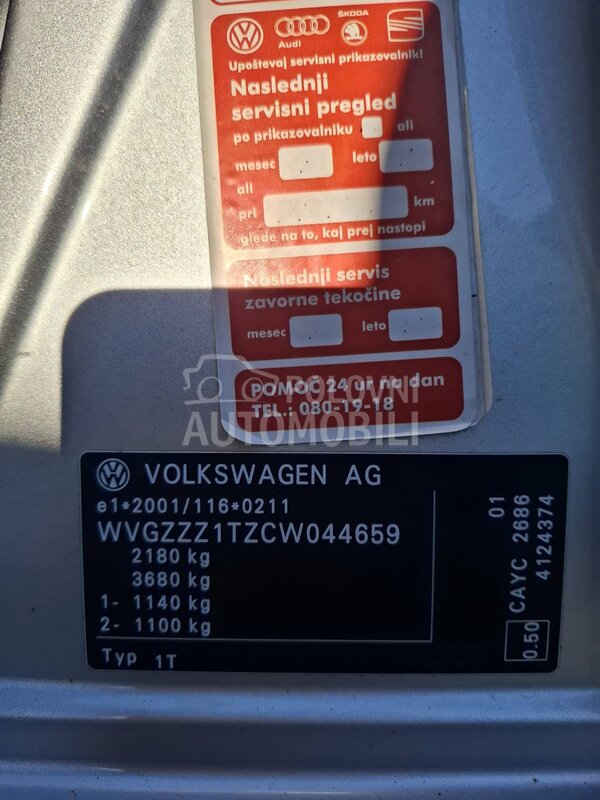 Audi
ŠKODA
Upoštevaj servisni prikazovalnik!
Naslednji
servisni pregled
po prikazovalniku ali
mesec leto
ali
pri km
glede na to, kaj prej nastopi
Naslednji servis
zavorne tekočine
mesec leto
POMOČ 24 ur na dan
TEL.: 080-19-18
POLOVNI
AUTOMOBILI
VOLKSWAGEN AG
e1*2001/116*0211
WVGZZZ1TZCW044659
2180 kg
3680 kg
1- 1140 kg
2- 1100 kg
Typ 1T
01
0.50 CAYC 2686
4124374